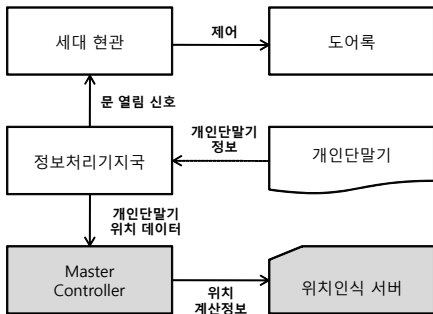 세대 현관
제어
도어록
문 열림 신호
개인단말기
정보
정보처리기지국
개인단말기
개인단말기
위치 데이터
Master
Controller
위치
계산정보
위치인식 서버